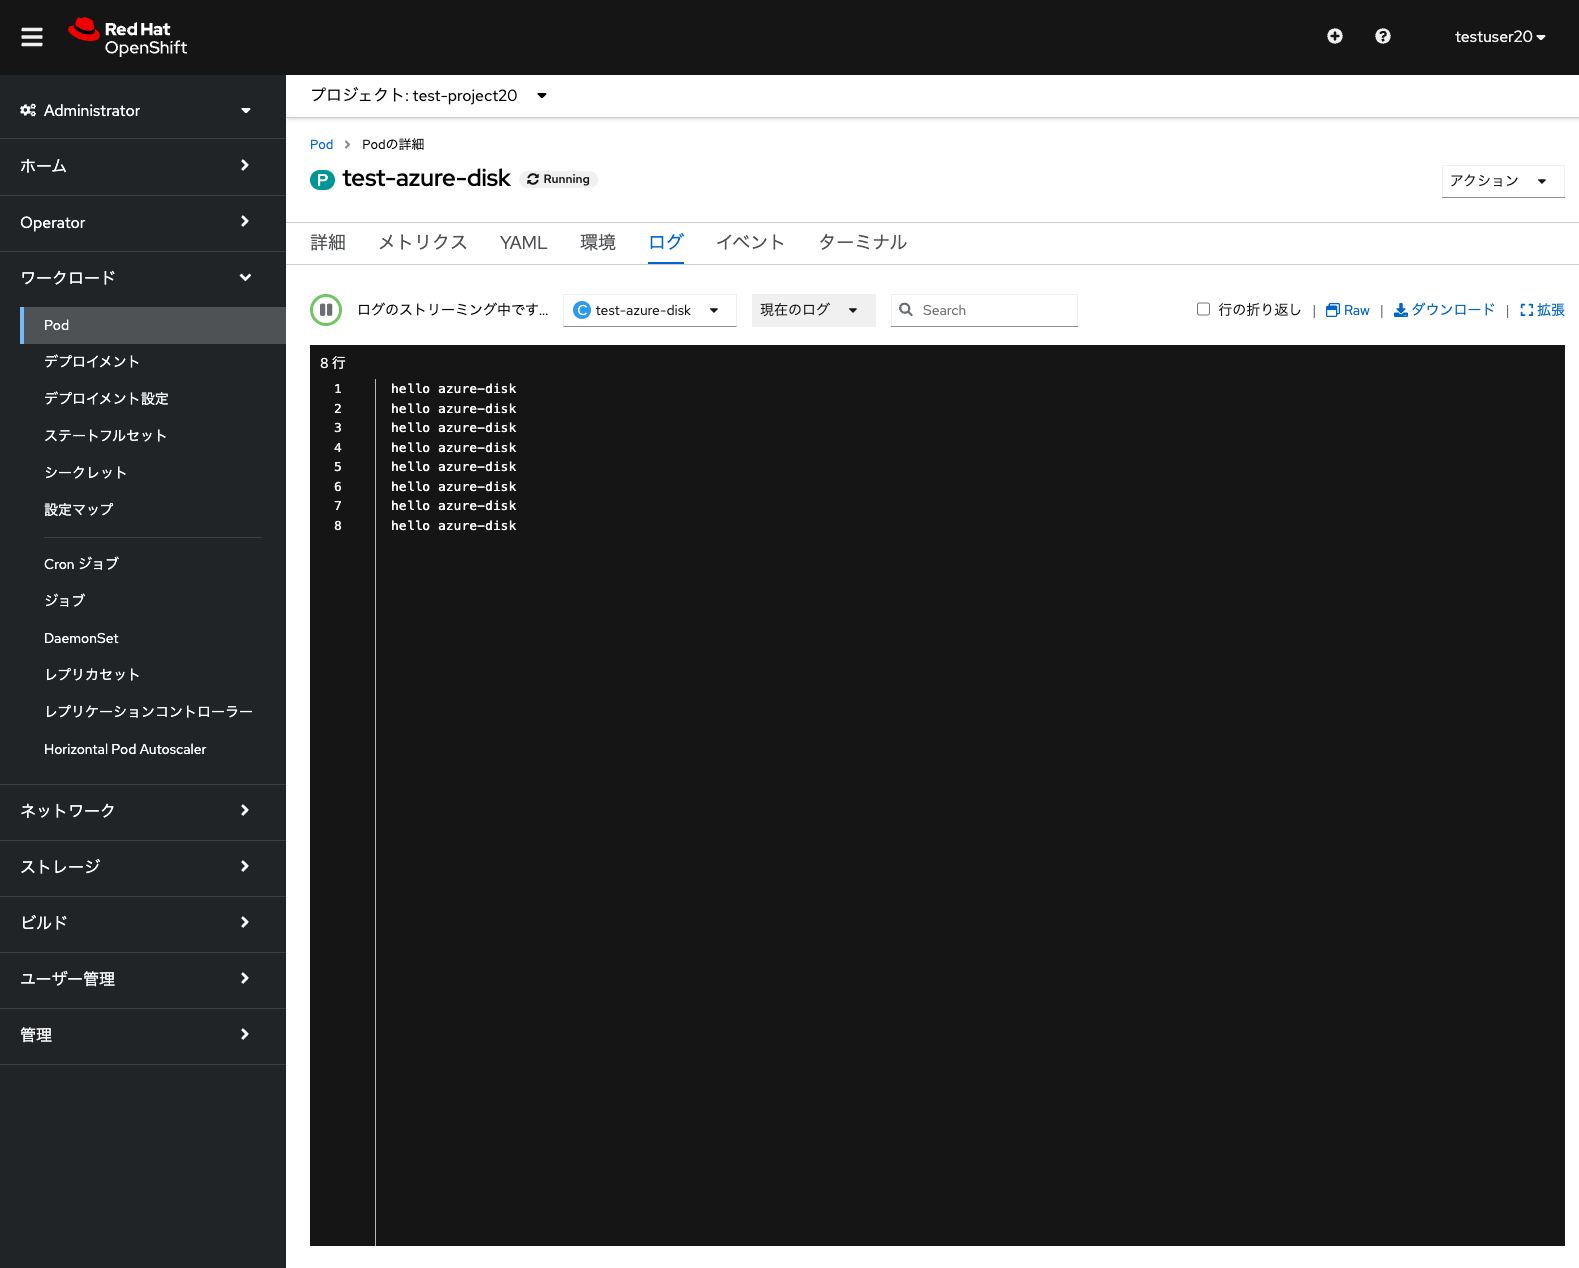 Red Hat
OpenShift
testuser20
Administrator
ホーム
Operator
ワークロード
Pod
デプロイメント
デプロイメント設定
ステートフルセット
シークレット
設定マップ
Cron ジョブ
ジョブ
DaemonSet
レプリカセット
レプリケーションコントローラー
Horizontal Pod Autoscaler
ネットワーク
ストレージ
ビルド
ユーザー管理
管理
プロジェクト: test-project20
Pod > Podの詳細
P test-azure-disk Running
アクション
詳細 メトリクス YAML 環境 ログ イベント ターミナル
ログのストリーミング中です... C test-azure-disk 現在のログ Search 行の折り返し | Raw | ダウンロード | 拡張
8 行
1 hello azure-disk
2 hello azure-disk
3 hello azure-disk
4 hello azure-disk
5 hello azure-disk
6 hello azure-disk
7 hello azure-disk
8 hello azure-disk